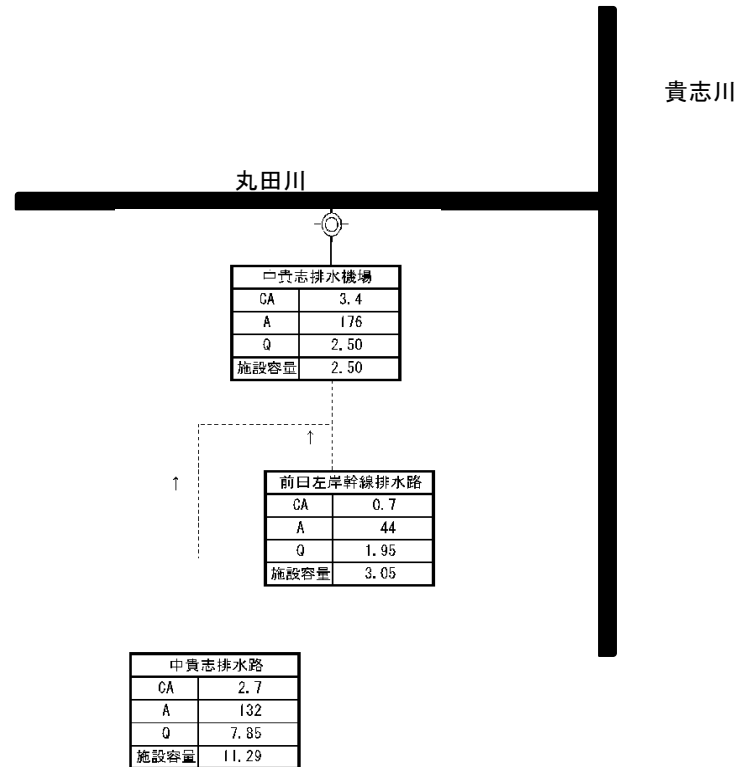 貴志川
丸田川
中貴志排水機場
CA 3.4
A 176
Q 2.50
施設容量 2.50
↑
↑
前田左岸幹線排水路
CA 0.7
A 44
Q 1.95
施設容量 3.05
中貴志排水路
CA 2.7
A 132
Q 7.85
施設容量 11.29